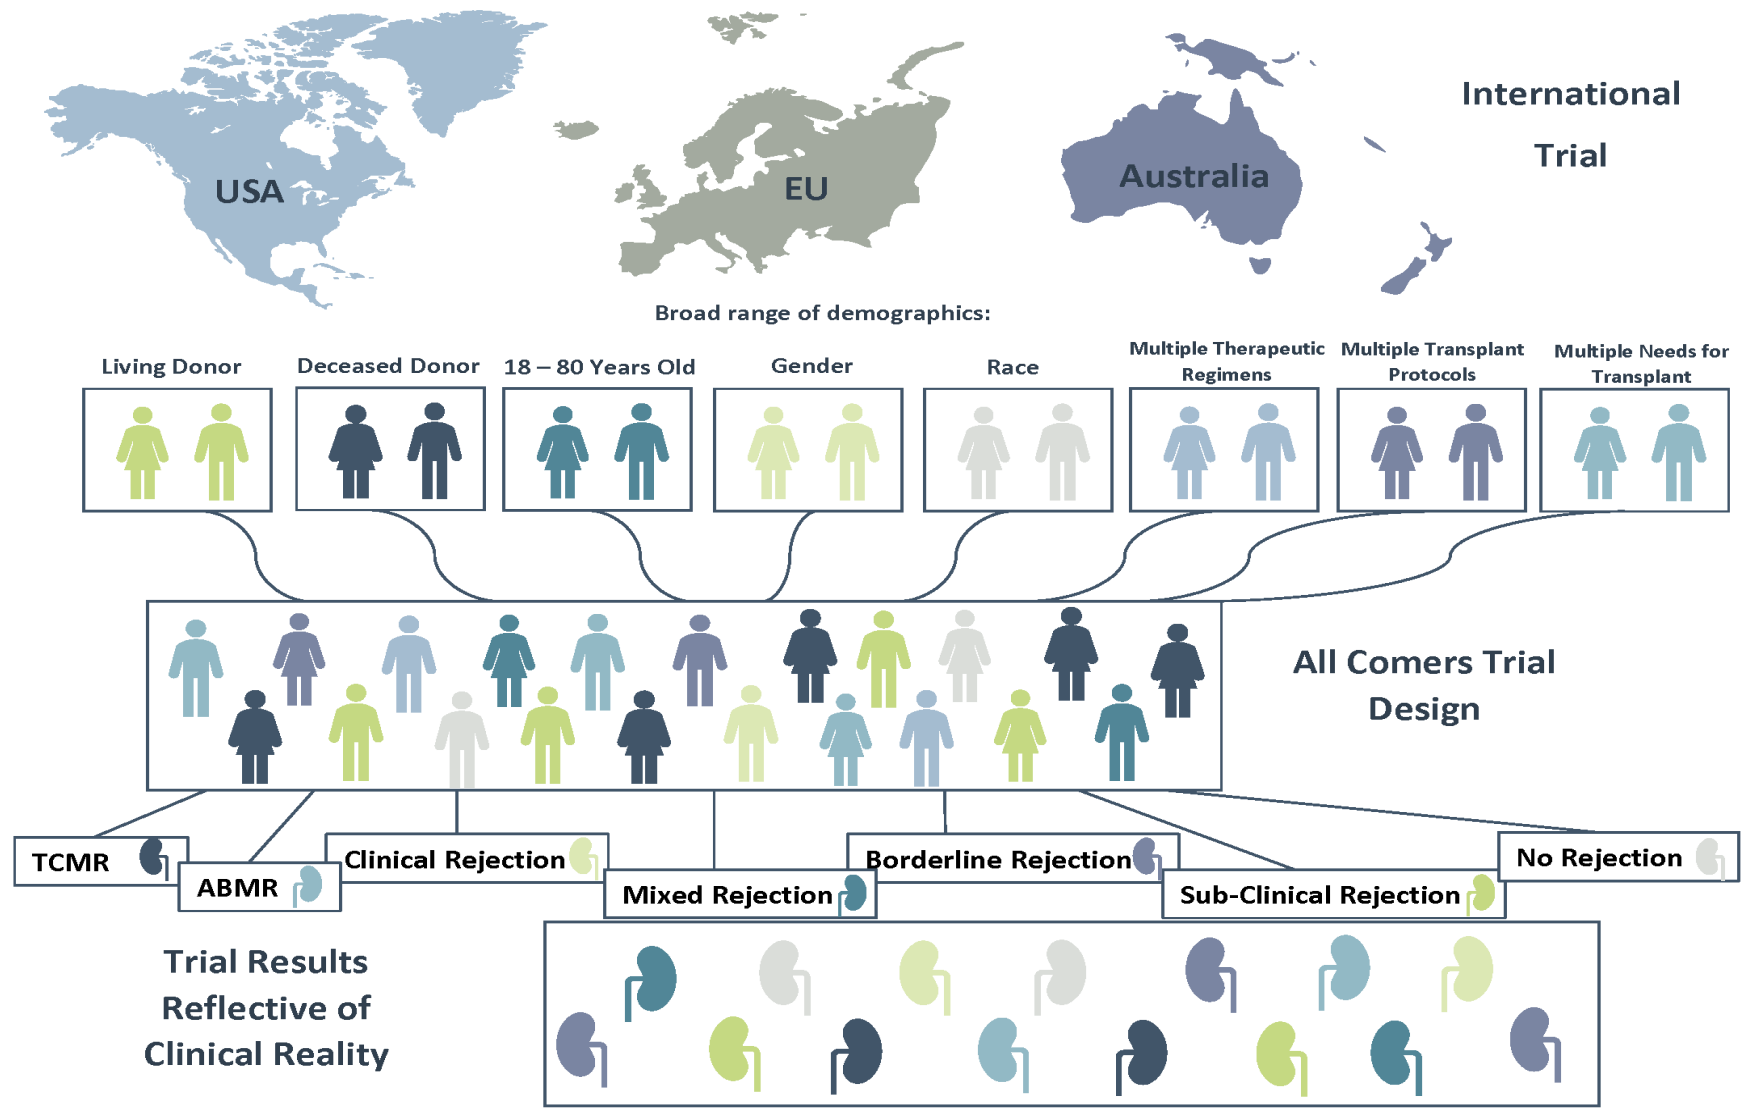 USA
EU
Australia
International
Trial
Broad range of demographics:
Living Donor
Deceased Donor
18 – 80 Years Old
Gender
Race
Multiple Therapeutic
Regimens
Multiple Transplant
Protocols
Multiple Needs for
Transplant
All Comers Trial
Design
TCMR
ABMR
Clinical Rejection
Mixed Rejection
Borderline Rejection
Sub-Clinical Rejection
No Rejection
Trial Results
Reflective of
Clinical Reality